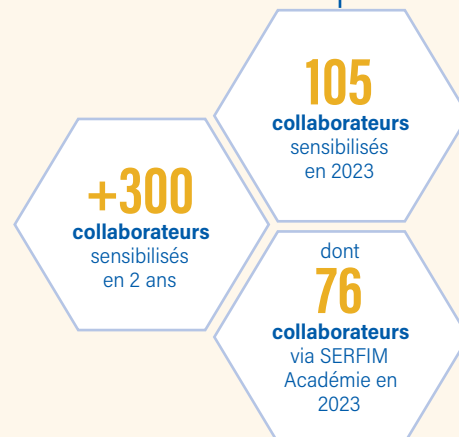 105
collaborateurs
sensibilisés
en 2023
+300
collaborateurs
sensibilisés
en 2 ans
dont
76
collaborateurs
via SERFIM
Académie en
2023